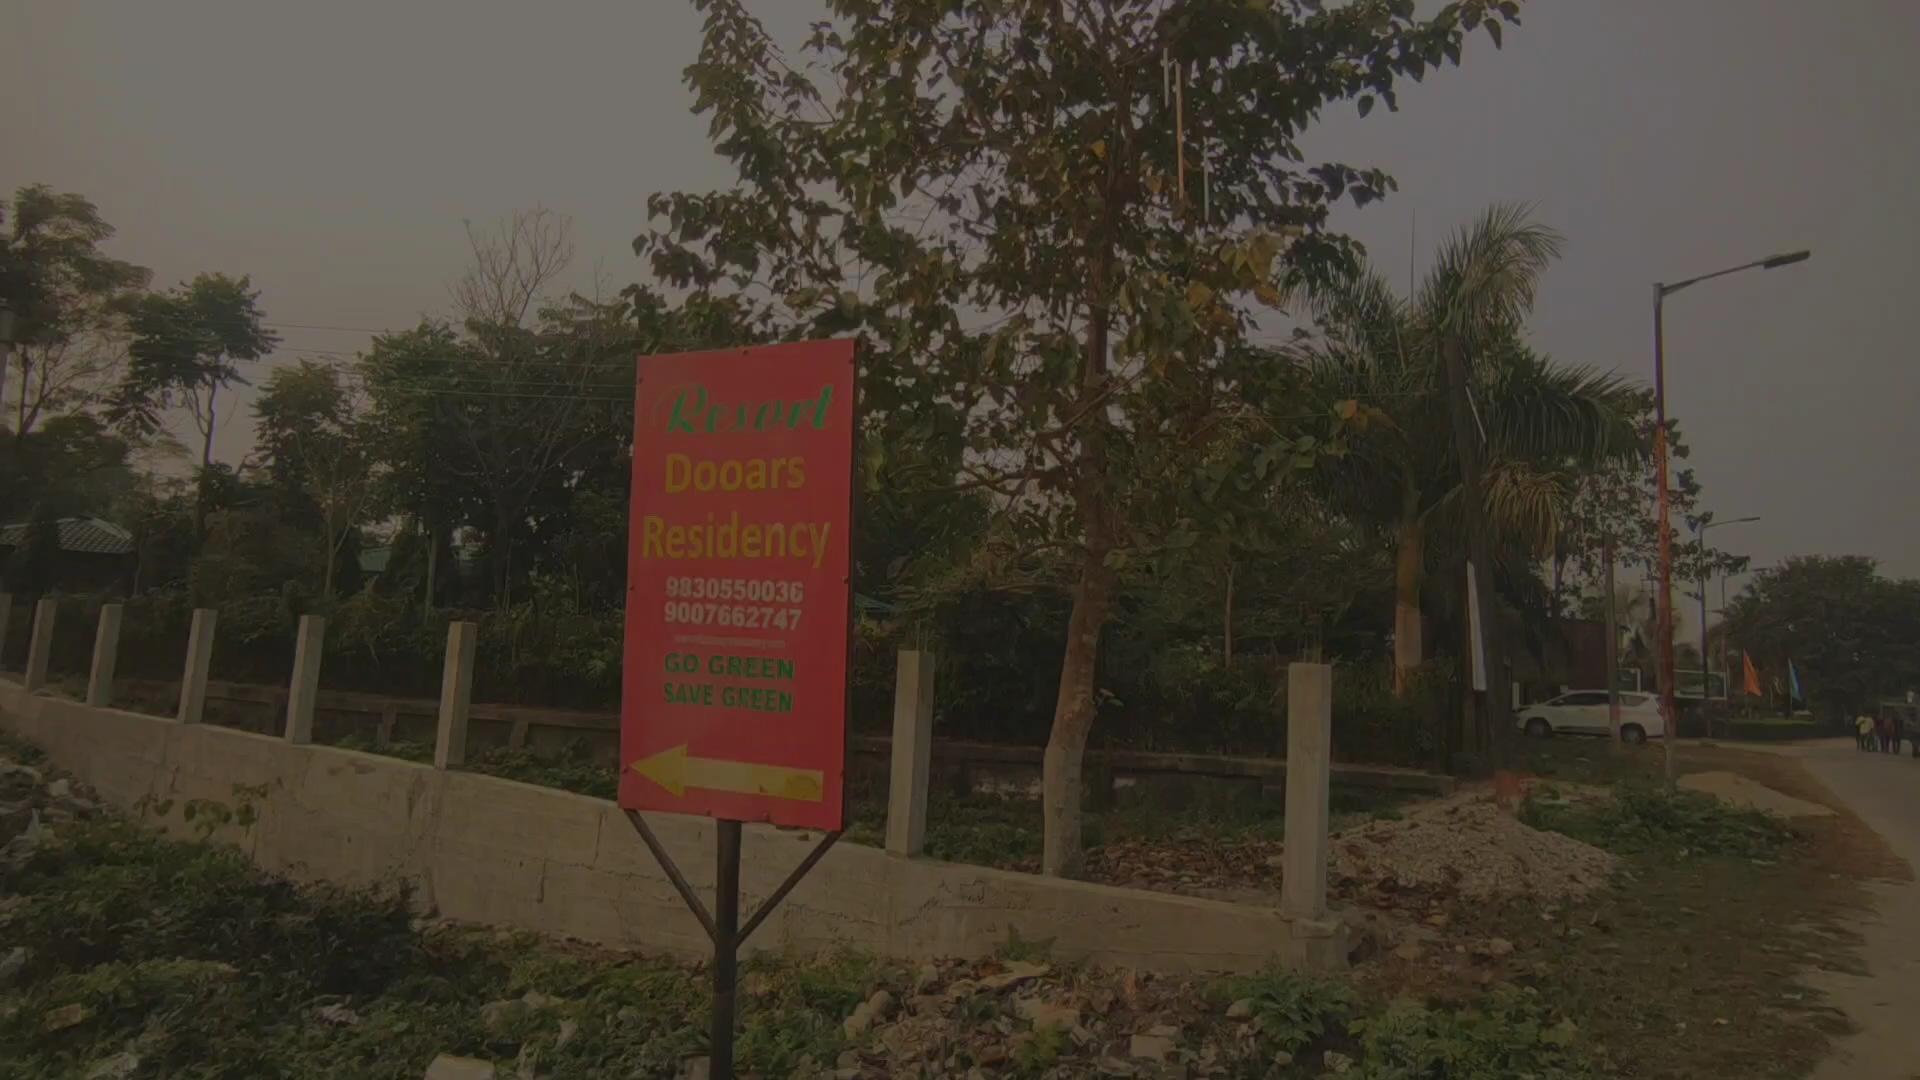 Resort
Dooars
Residency
9830550036
9007662747
GO GREEN
SAVE GREEN